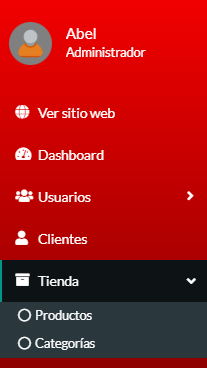 Abel
Administrador
Ver sitio web
Dashboard
Usuarios
Clientes
Tienda
Productos
Categorías